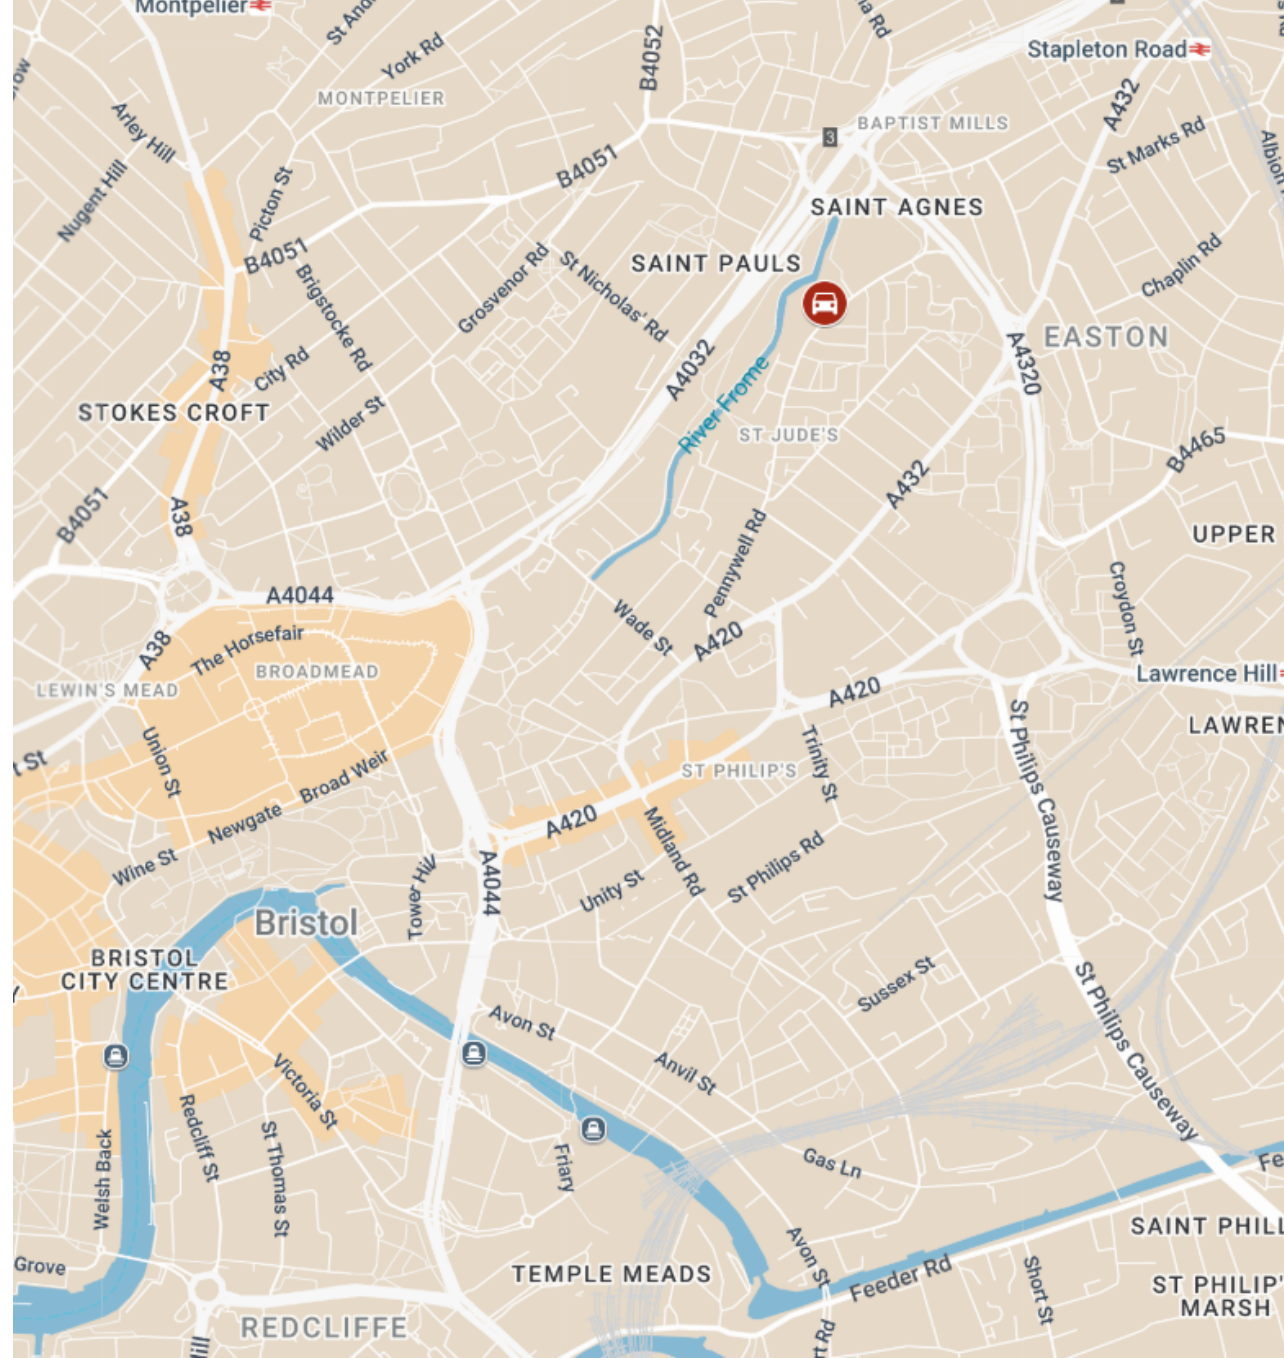 Montpelier
York Rd
B4052
Stapleton Road
MONTPELIER
A432
Arley Hill
3
BAPTIST MILLS
St Marks Rd
B4051
Nugent Hill
Picton St
SAINT AGNES
B4051
SAINT PAULS
Chaplin Rd
Grosvenor Rd
St Nicholas' Rd
Brigstocke Rd
EASTON
A38
City Rd
A4032
A4320
River Frome
STOKES CROFT
Wilder St
ST JUDE'S
B4465
A432
B4051
A38
UPPER
Pennywell Rd
A4044
Croydon St
Wade St
The Horsefair
A38
A420
BROADMEAD
Lawrence Hill
LEWIN'S MEAD
A420
St Philips Causeway
LAWREN
t St
Union St
Trinity St
ST PHILIP'S
Broad Weir
Newgate
A420
Midland Rd
Wine St
St Philips Rd
A4044
Tower Hill
Unity St
Bristol
BRISTOL
CITY CENTRE
Sussex St
St Philips Causeway
Avon St
Anvil St
Victoria St
Redcliff St
St Thomas St
Welsh Back
Friary
Gas Ln
Fe
SAINT PHILL
Grove
Avon St
TEMPLE MEADS
Feeder Rd
Short St
ST PHILIP'
MARSH
REDCLIFFE
rt Rd